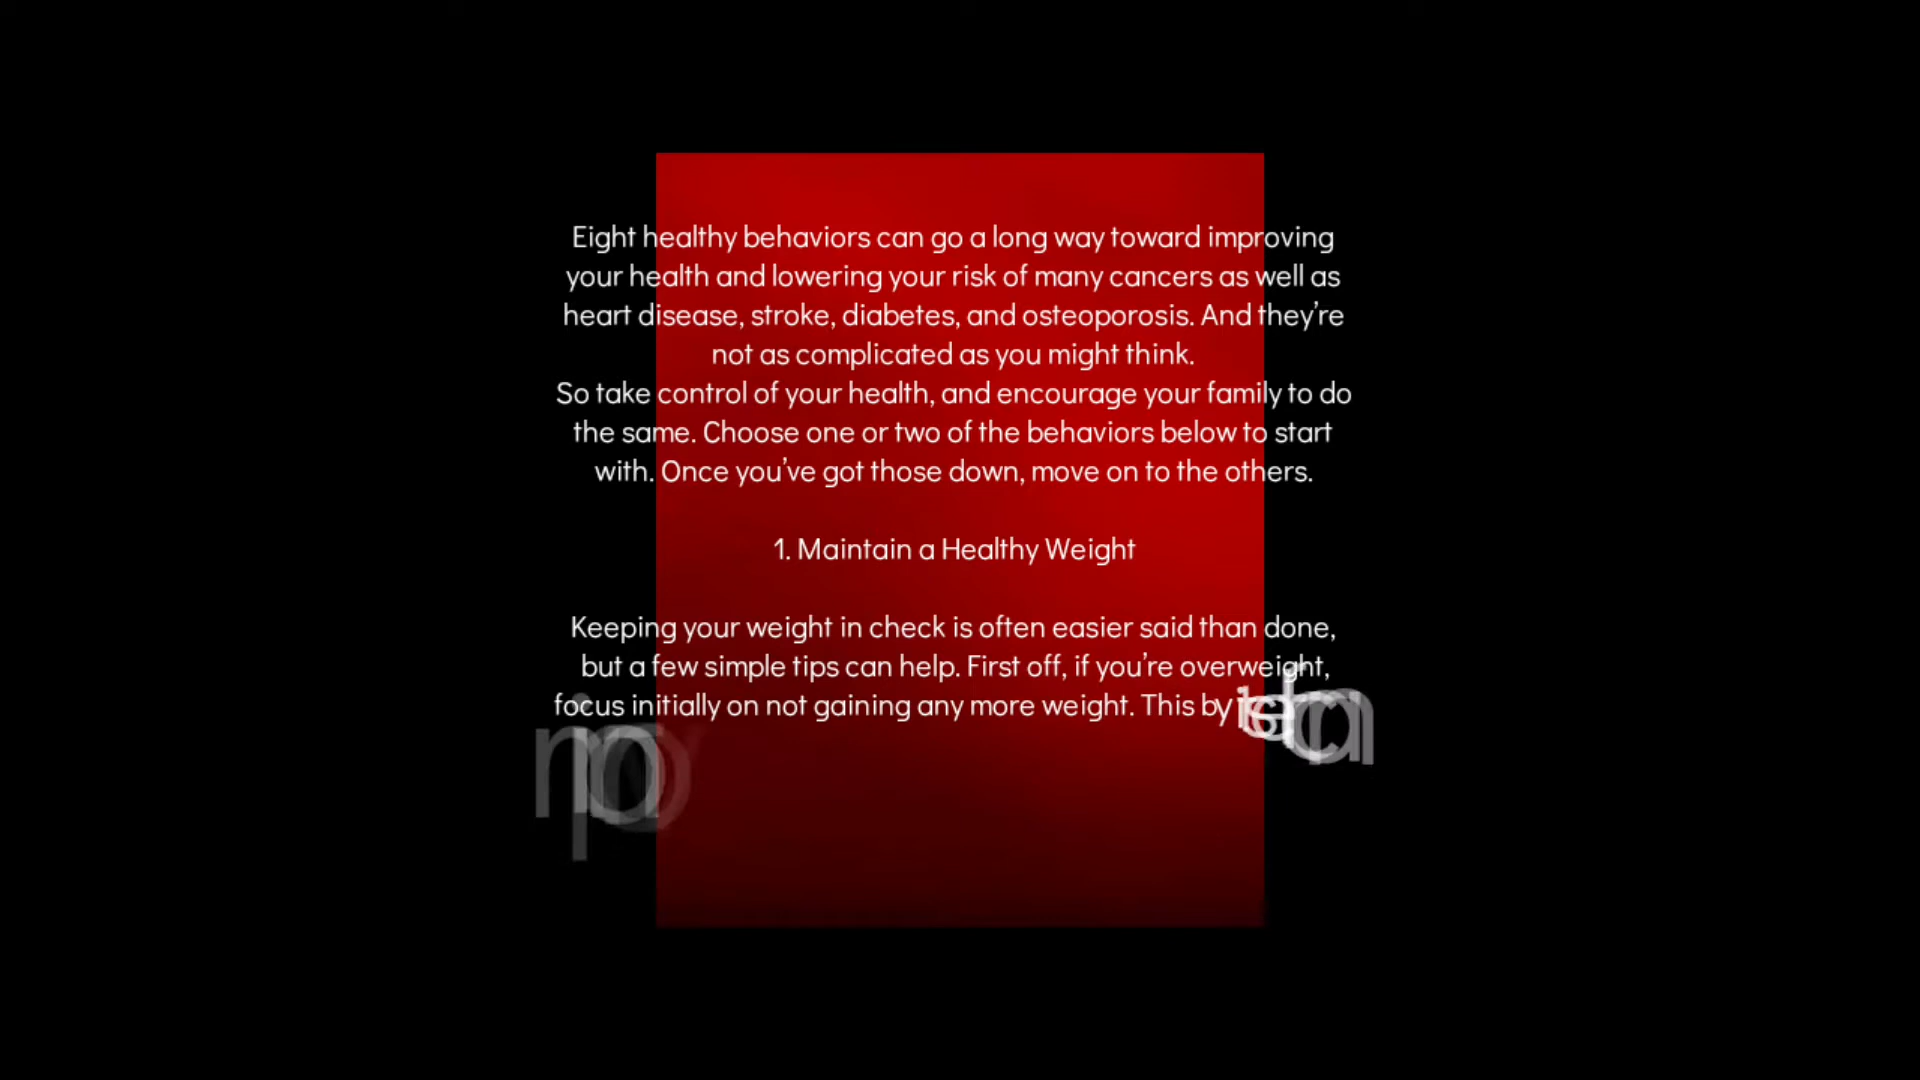 Eight healthy behaviors can go a long way toward improving
your health and lowering your risk of many cancers as well as
heart disease, stroke, diabetes, and osteoporosis. And they’re
not as complicated as you might think.
So take control of your health, and encourage your family to do
the same. Choose one or two of the behaviors below to start
with. Once you’ve got those down, move on to the others.
1. Maintain a Healthy Weight
Keeping your weight in check is often easier said than done,
but a few simple tips can help. First off, if you’re overweight,
focus initially on not gaining any more weight. This by